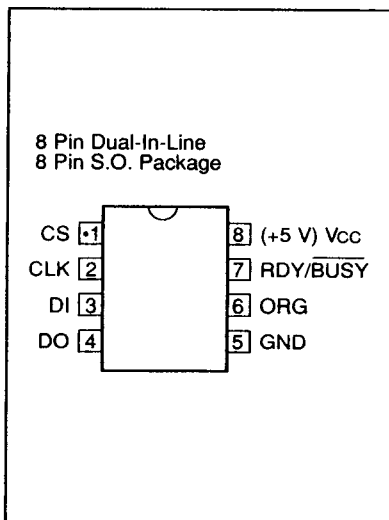 8 Pin Dual-In-Line
8 Pin S.O. Package
CS •1 8 (+5 V) Vcc
CLK 2 7 RDY/BUSY
DI 3 6 ORG
DO 4 5 GND